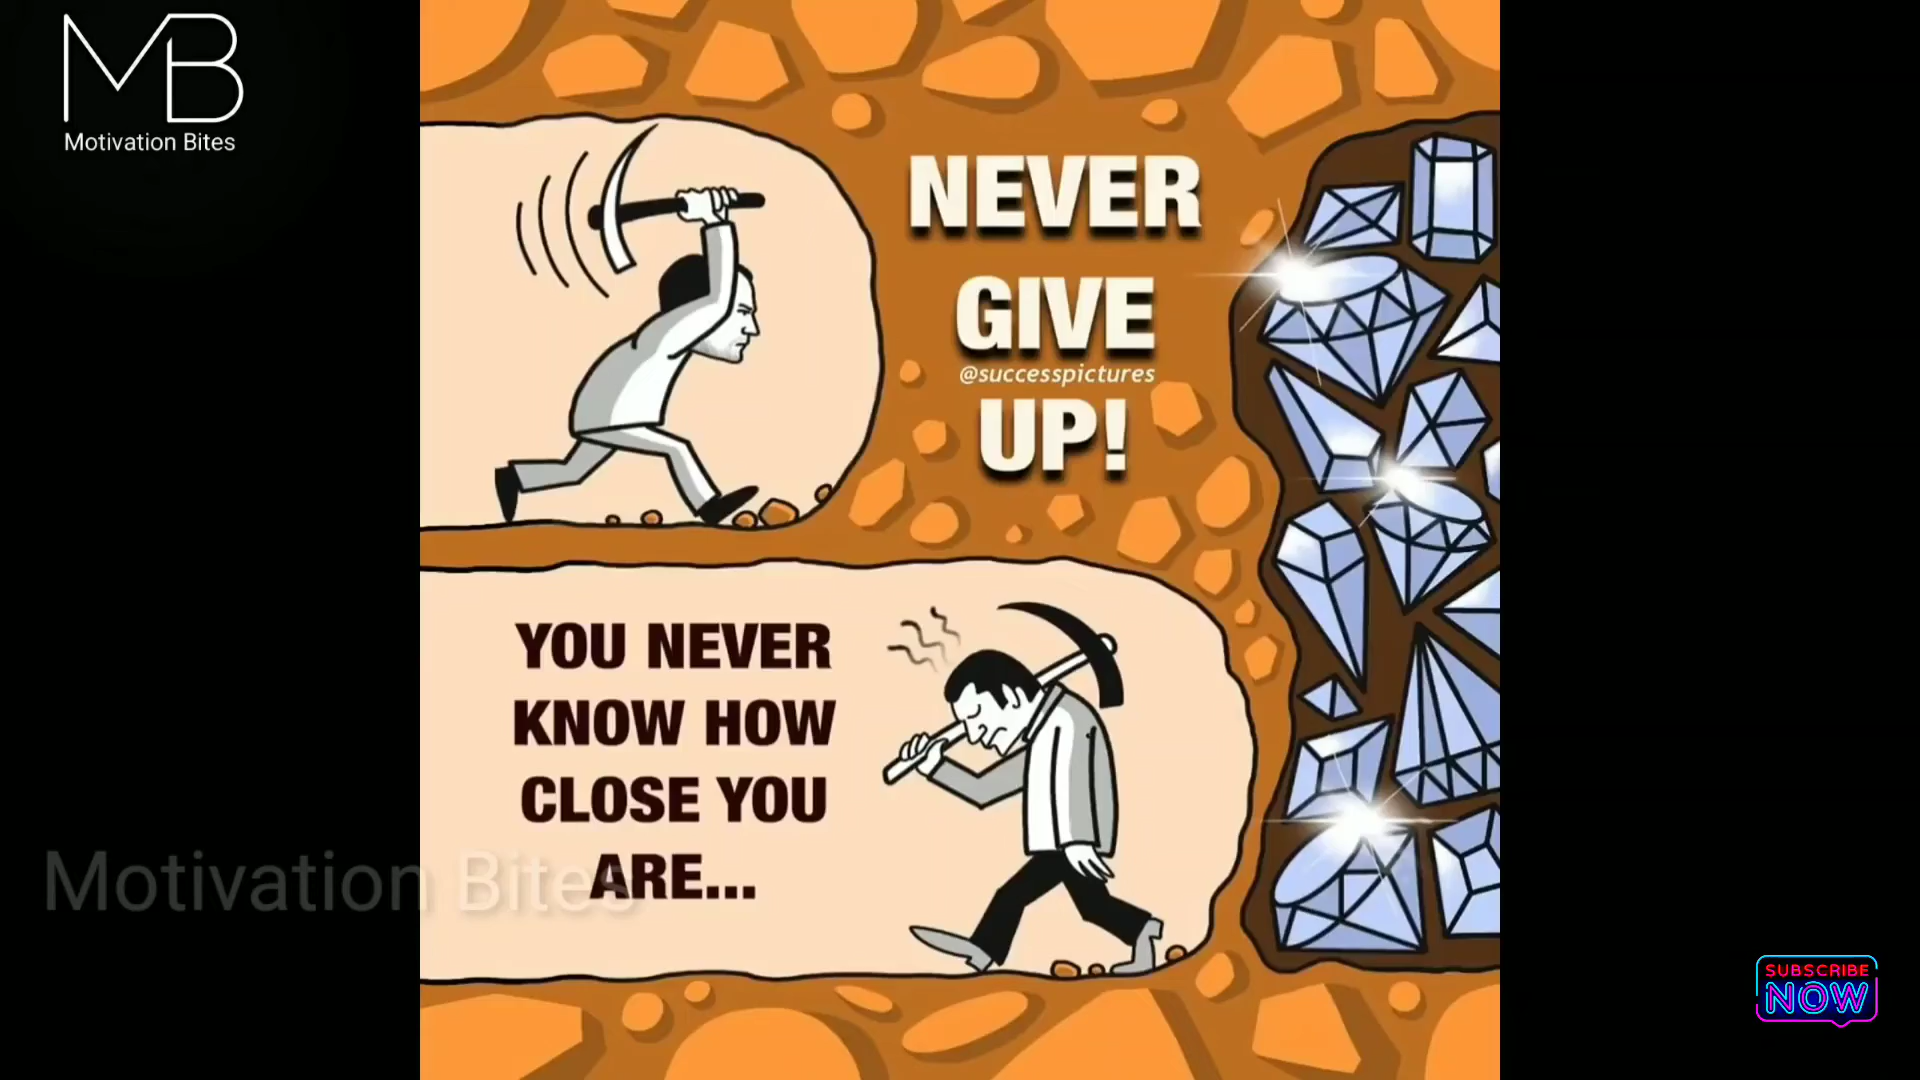 MB
Motivation Bites
NEVER
GIVE
@successpictures
UP!
YOU NEVER
KNOW HOW
CLOSE YOU
ARE...
Motivation Bites
SUBSCRIBE
NOW